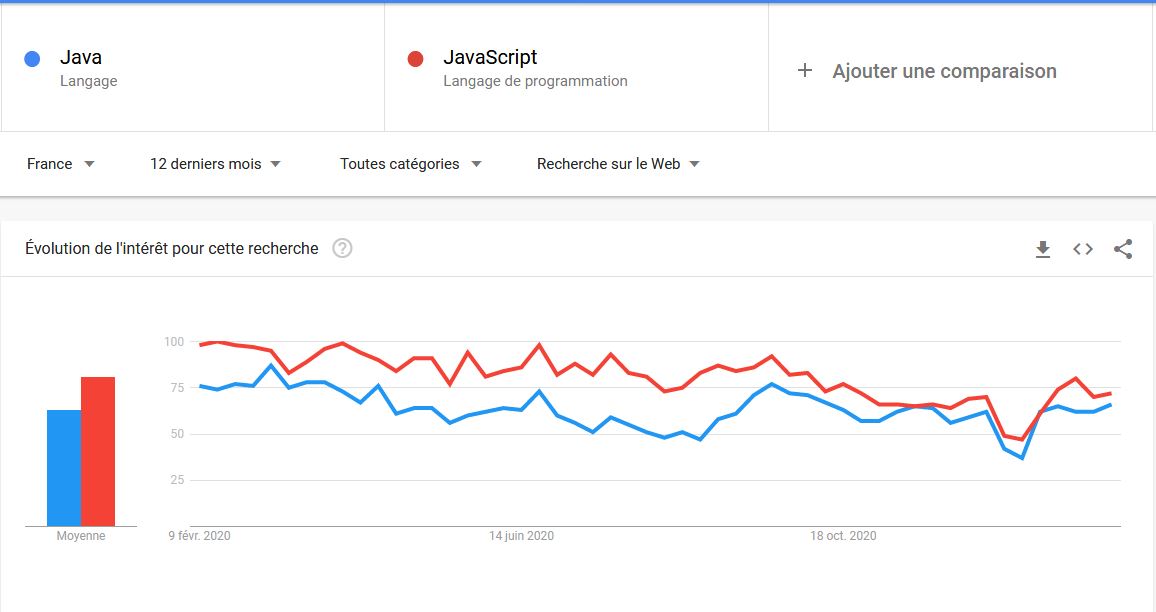 Java
Langage
JavaScript
Langage de programmation
+ Ajouter une comparaison
France
12 derniers mois
Toutes catégories
Recherche sur le Web
Évolution de l'intérêt pour cette recherche ?
100
75
50
25
Moyenne
9 févr. 2020
14 juin 2020
18 oct. 2020